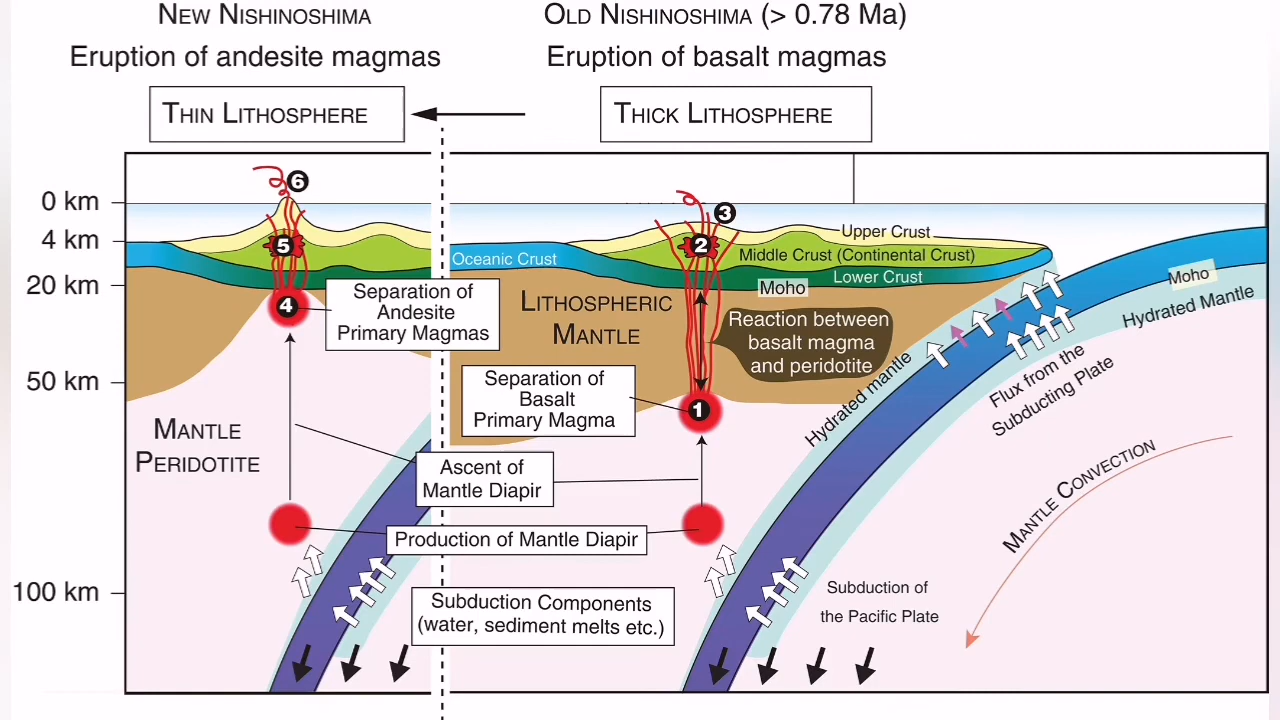 NEW NISHINOSHIMA
Eruption of andesite magmas
THIN LITHOSPHERE
OLD NISHINOSHIMA (> 0.78 Ma)
Eruption of basalt magmas
THICK LITHOSPHERE
0 km
4 km
20 km
50 km
100 km
6
5
4
3
2
1
Upper Crust
Middle Crust (Continental Crust)
Lower Crust
Oceanic Crust
Moho
Moho
Hydrated Mantle
Separation of
Andesite
Primary Magmas
LITHOSPHERIC
MANTLE
Reaction between
basalt magma
and peridotite
Separation of
Basalt
Primary Magma
Hydrated mantle
Flux from the
Subducting Plate
MANTLE
PERIDOTITE
Ascent of
Mantle Diapir
MANTLE CONVECTION
Production of Mantle Diapir
Subduction Components
(water, sediment melts etc.)
Subduction of
the Pacific Plate